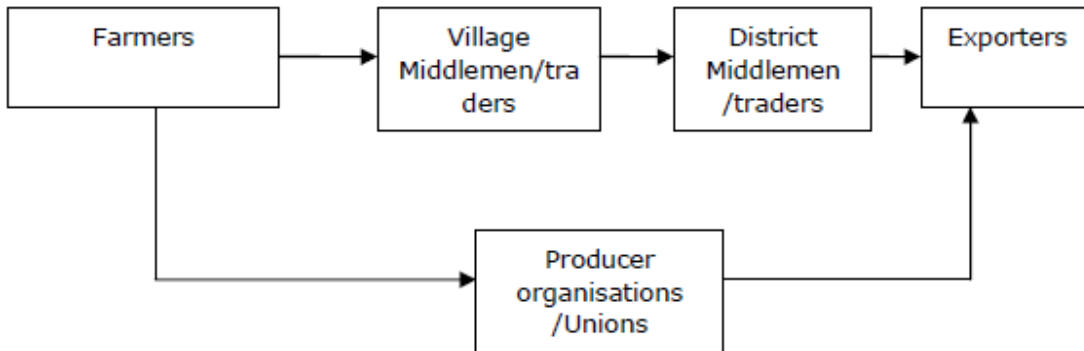 Farmers
Village
Middlemen/tra
ders
District
Middlemen
/traders
Exporters
Producer
organisations
/Unions